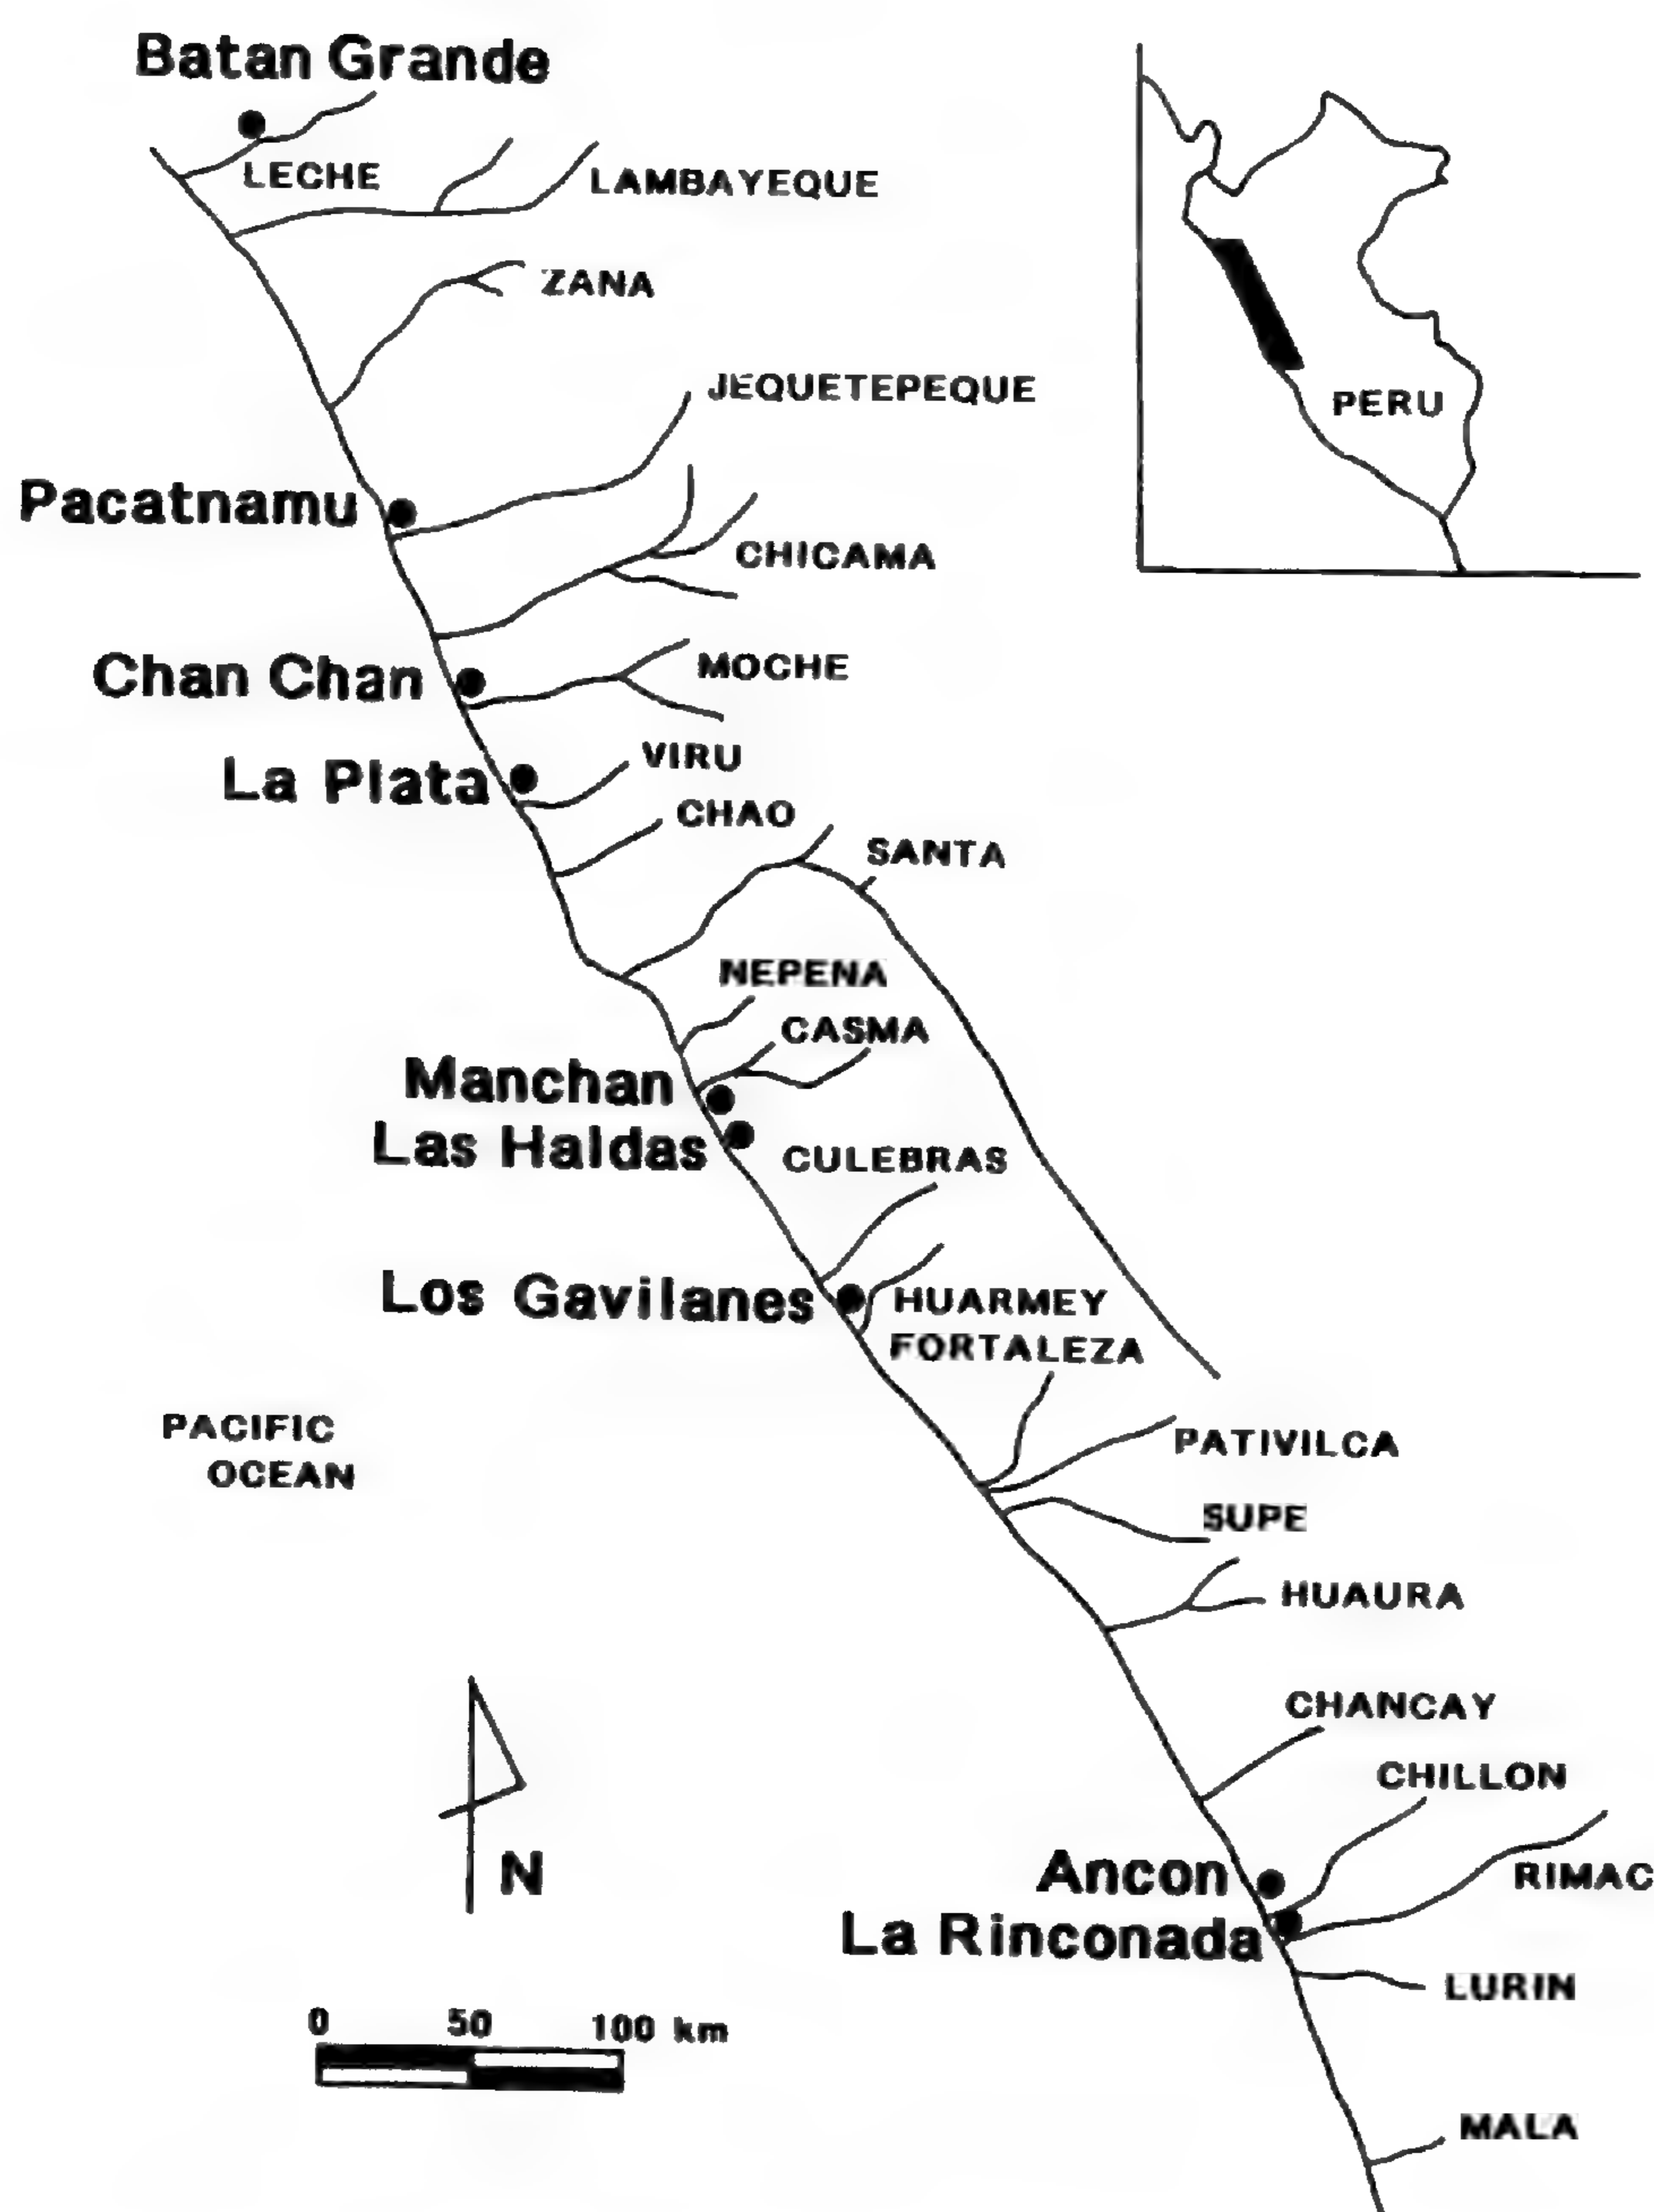 Batan Grande
LECHE
LAMBAYEQUE
ZANA
JEQUETEPEQUE
PERU
Pacatnamu
CHICAMA
Chan Chan
MOCHE
La Plata
VIRU
CHAO
SANTA
NEPENA
CASMA
Manchan
Las Haldas
CULEBRAS
Los Gavilanes
HUARMEY
FORTALEZA
PACIFIC
OCEAN
PATIVILCA
SUPE
HUAURA
CHANCAY
CHILLON
Ancon
RIMAC
La Rinconada
N
LURIN
0 50 100 km
MALA